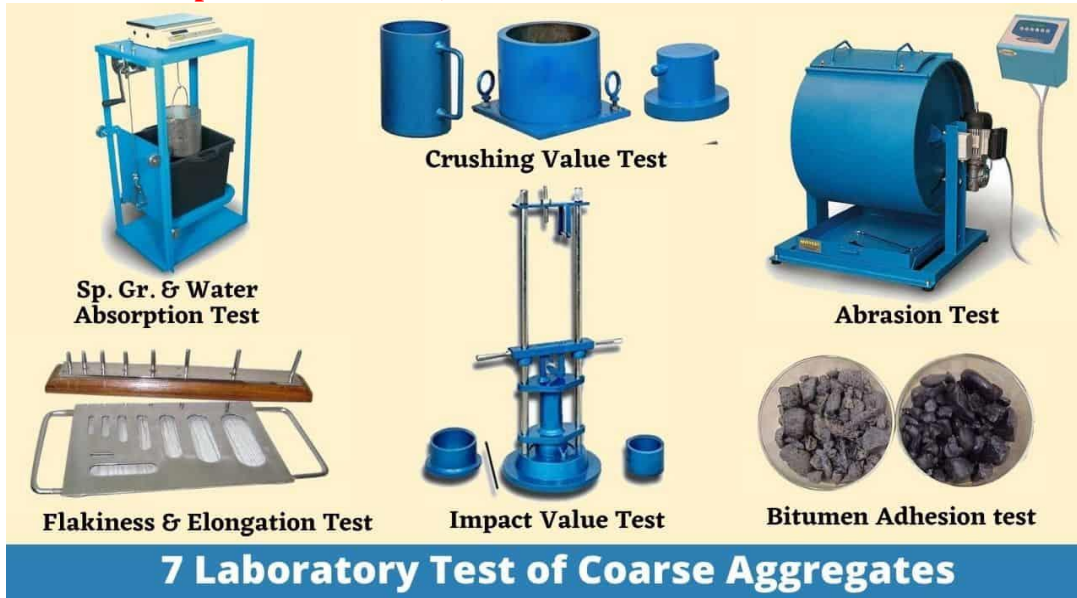 Crushing Value Test
Sp. Gr. & Water
Absorption Test
Abrasion Test
Flakiness & Elongation Test
Impact Value Test
Bitumen Adhesion test
7 Laboratory Test of Coarse Aggregates